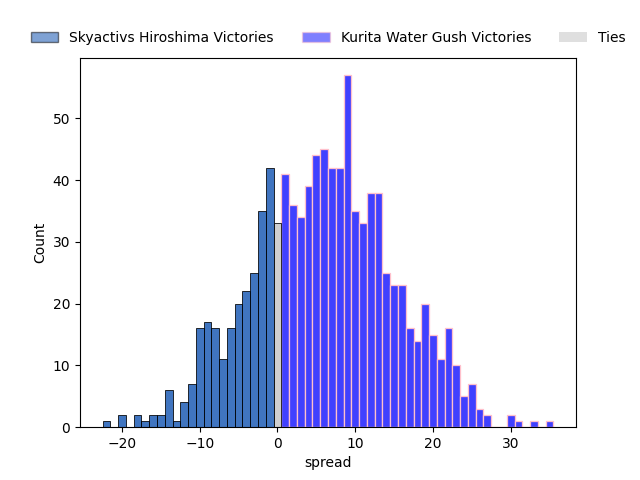 Skyactivs Hiroshima Victories Kurita Water Gush Victories Ties
50
40
30
20
10
0
Count
−20 −10 0 10 20 30
spread